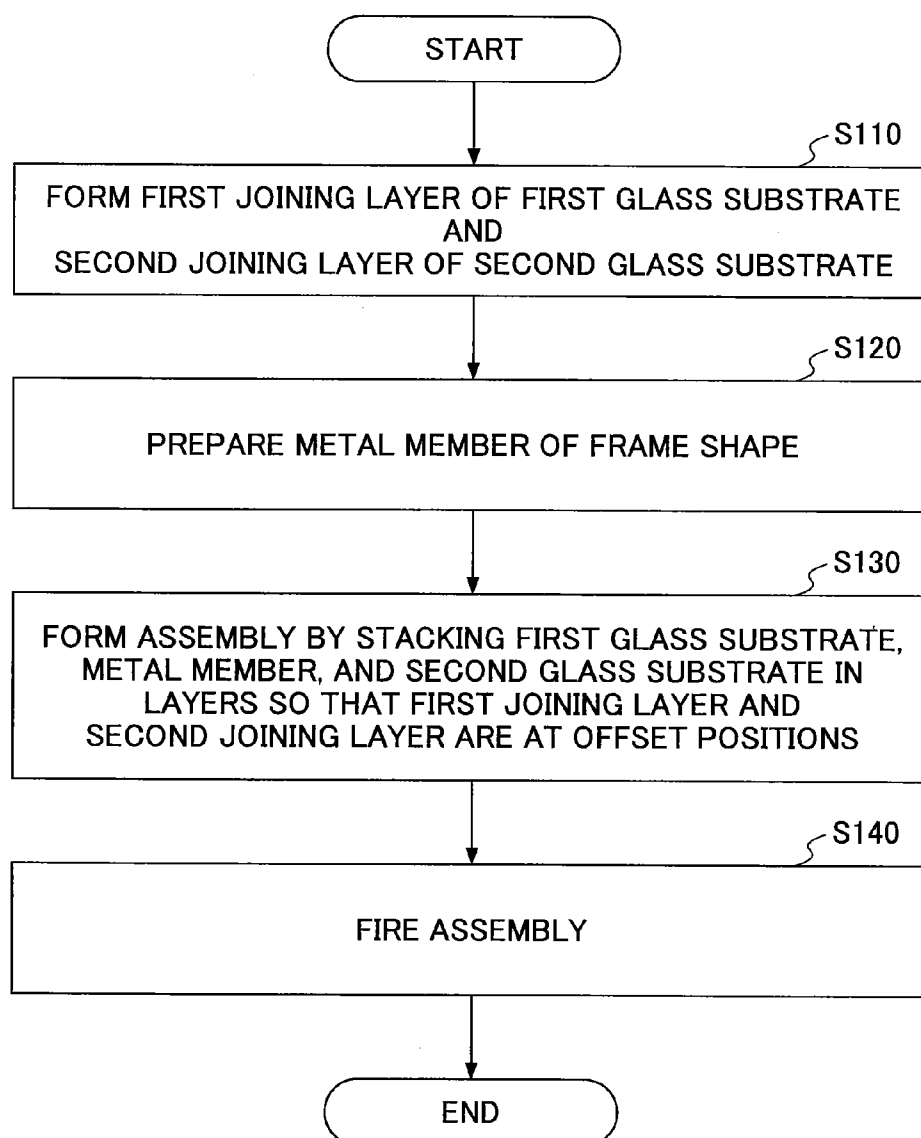 START
S110
FORM FIRST JOINING LAYER OF FIRST GLASS SUBSTRATE
AND
SECOND JOINING LAYER OF SECOND GLASS SUBSTRATE
S120
PREPARE METAL MEMBER OF FRAME SHAPE
S130
FORM ASSEMBLY BY STACKING FIRST GLASS SUBSTRATE,
METAL MEMBER, AND SECOND GLASS SUBSTRATE IN
LAYERS SO THAT FIRST JOINING LAYER AND
SECOND JOINING LAYER ARE AT OFFSET POSITIONS
S140
FIRE ASSEMBLY
END